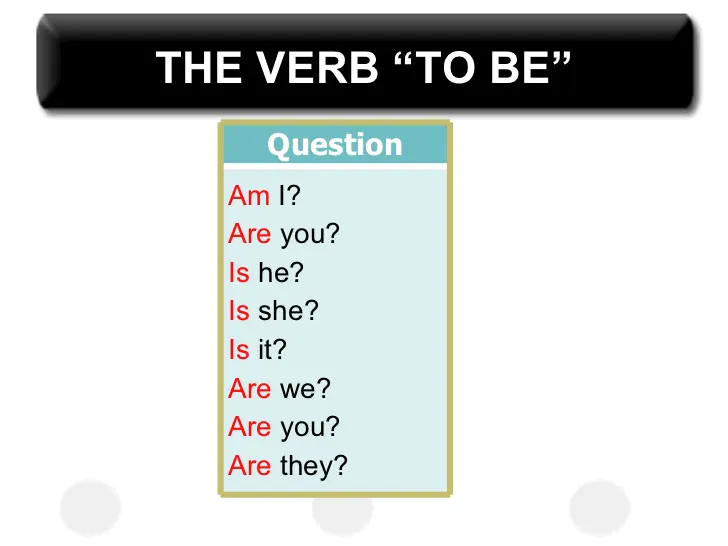 THE VERB “TO BE”
Question
Am I?
Are you?
Is he?
Is she?
Is it?
Are we?
Are you?
Are they?